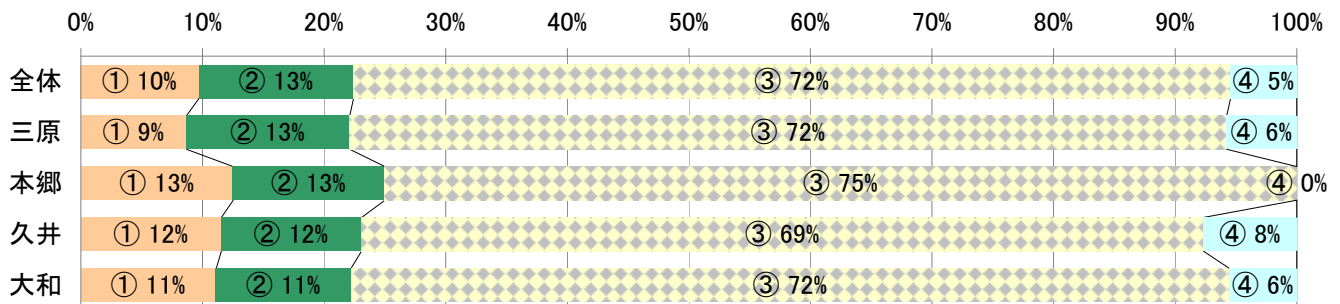 0% 10% 20% 30% 40% 50% 60% 70% 80% 90% 100%
全体 ① 10% ② 13% ③ 72% ④ 5%
三原 ① 9% ② 13% ③ 72% ④ 6%
本郷 ① 13% ② 13% ③ 75% ④ 0%
久井 ① 12% ② 12% ③ 69% ④ 8%
大和 ① 11% ② 11% ③ 72% ④ 6%